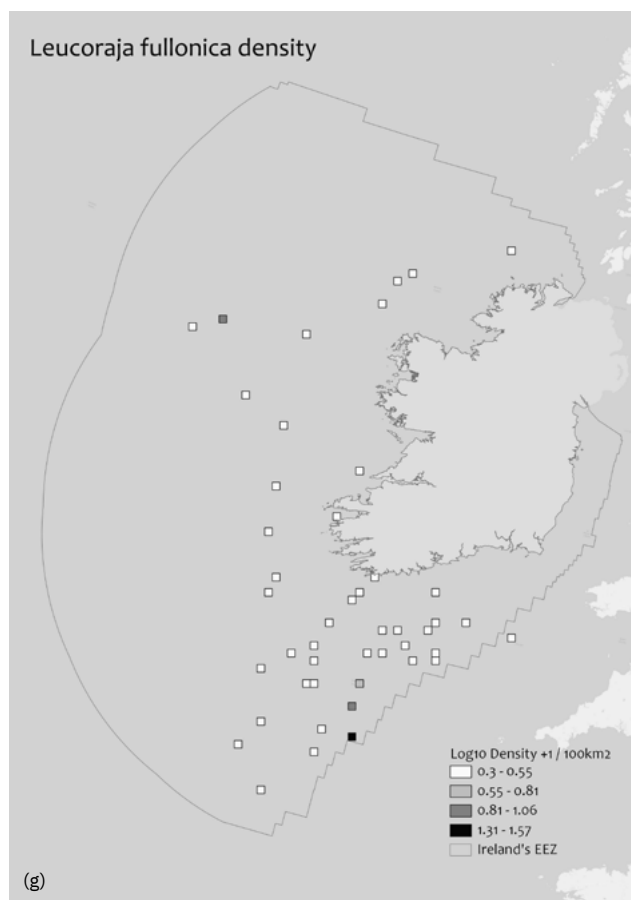 Leucoraja fullonica density
Log10 Density +1 / 100km2
0.3 - 0.55
0.55 - 0.81
0.81 - 1.06
1.31 - 1.57
Ireland's EEZ
(g)